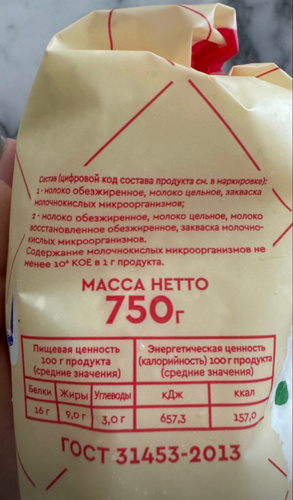 Состав (цифровой код состава продукта см. в маркировке):
1 - молоко обезжиренное, молоко цельное, закваска
молочнокислых микроорганизмов;
2 - молоко обезжиренное, молоко цельное, молоко
восстановленное обезжиренное, закваска молочно-
кислых микроорганизмов.
Содержание молочнокислых микроорганизмов не
менее 10⁶ КОЕ в 1 г продукта.
МАССА НЕТТО
750г
Пищевая ценность
100 г продукта
(средние значения)
Энергетическая ценность
(калорийность) 100 г продукта
(средние значения)
Белки Жиры Углеводы кДж ккал
16 г 9,0 г 3,0 г 657,3 157,0
ГОСТ 31453-2013